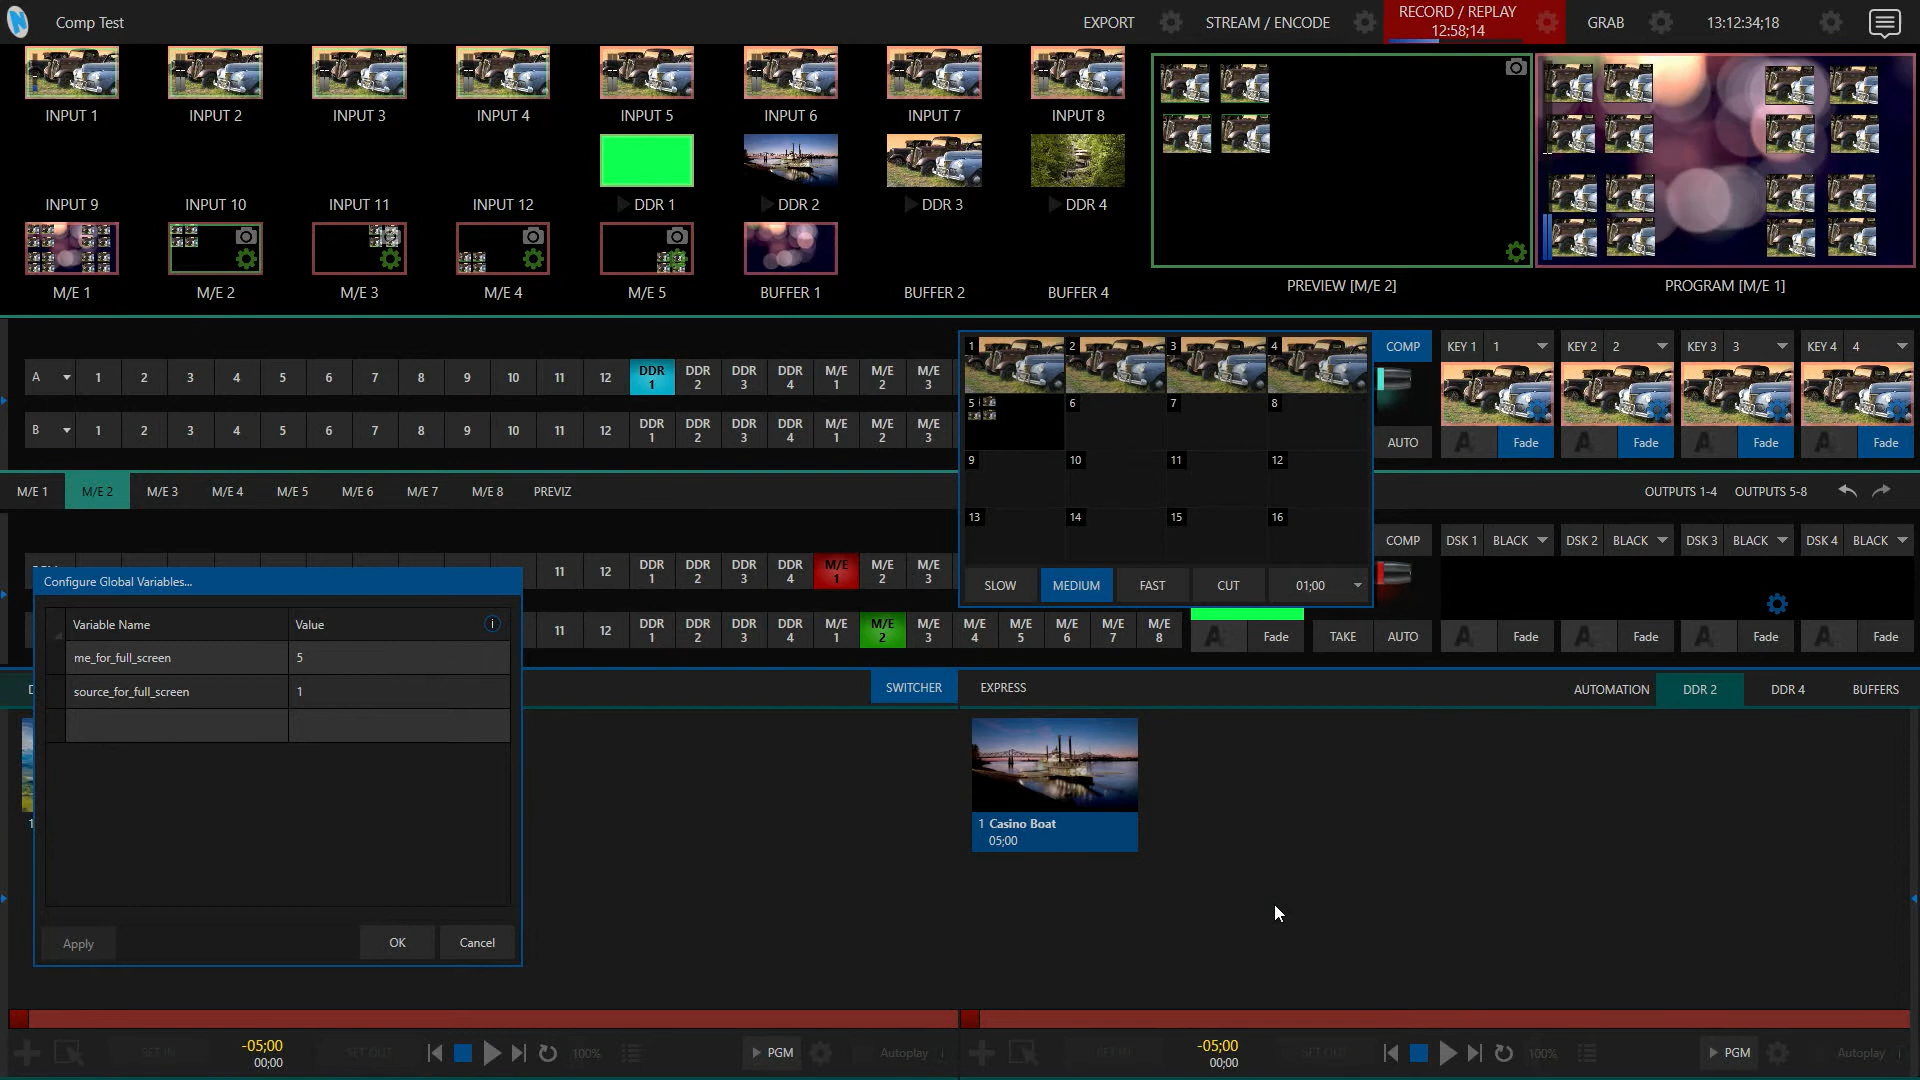 Comp Test
EXPORT
STREAM / ENCODE
RECORD / REPLAY
12:58;14
GRAB
13:12:34;18
INPUT 1
INPUT 2
INPUT 3
INPUT 4
INPUT 5
INPUT 6
INPUT 7
INPUT 8
INPUT 9
INPUT 10
INPUT 11
INPUT 12
DDR 1
DDR 2
DDR 3
DDR 4
M/E 1
M/E 2
M/E 3
M/E 4
M/E 5
BUFFER 1
BUFFER 2
BUFFER 4
PREVIEW [M/E 2]
PROGRAM [M/E 1]
A 1 2 3 4 5 6 7 8 9 10 11 12 DDR 1 DDR 2 DDR 3 DDR 4 M/E 1 M/E 2 M/E 3
B 1 2 3 4 5 6 7 8 9 10 11 12 DDR 1 DDR 2 DDR 3 DDR 4 M/E 1 M/E 2 M/E 3
1 2 3 4
5 6 7 8
9 10 11 12
13 14 15 16
SLOW MEDIUM FAST CUT 01;00
COMP
AUTO
KEY 1 1
KEY 2 2
KEY 3 3
KEY 4 4
Fade
Fade
Fade
Fade
M/E 1 M/E 2 M/E 3 M/E 4 M/E 5 M/E 6 M/E 7 M/E 8 PREVIZ
OUTPUTS 1-4 OUTPUTS 5-8
11 12 DDR 1 DDR 2 DDR 3 DDR 4 M/E 1 M/E 2 M/E 3
COMP
DSK 1 BLACK
DSK 2 BLACK
DSK 3 BLACK
DSK 4 BLACK
11 12 DDR 1 DDR 2 DDR 3 DDR 4 M/E 1 M/E 2 M/E 3 M/E 4 M/E 5 M/E 6 M/E 7 M/E 8
Fade TAKE AUTO
Fade
Fade
Fade
Fade
Configure Global Variables...
Variable Name Value
me_for_full_screen 5
source_for_full_screen 1
Apply OK Cancel
SWITCHER
EXPRESS
AUTOMATION DDR 2 DDR 4 BUFFERS
1 Casino Boat
05;00
SET IN
-05;00
00;00
SET OUT
100%
PGM
Autoplay
SET IN
-05;00
00;00
SET OUT
100%
PGM
Autoplay